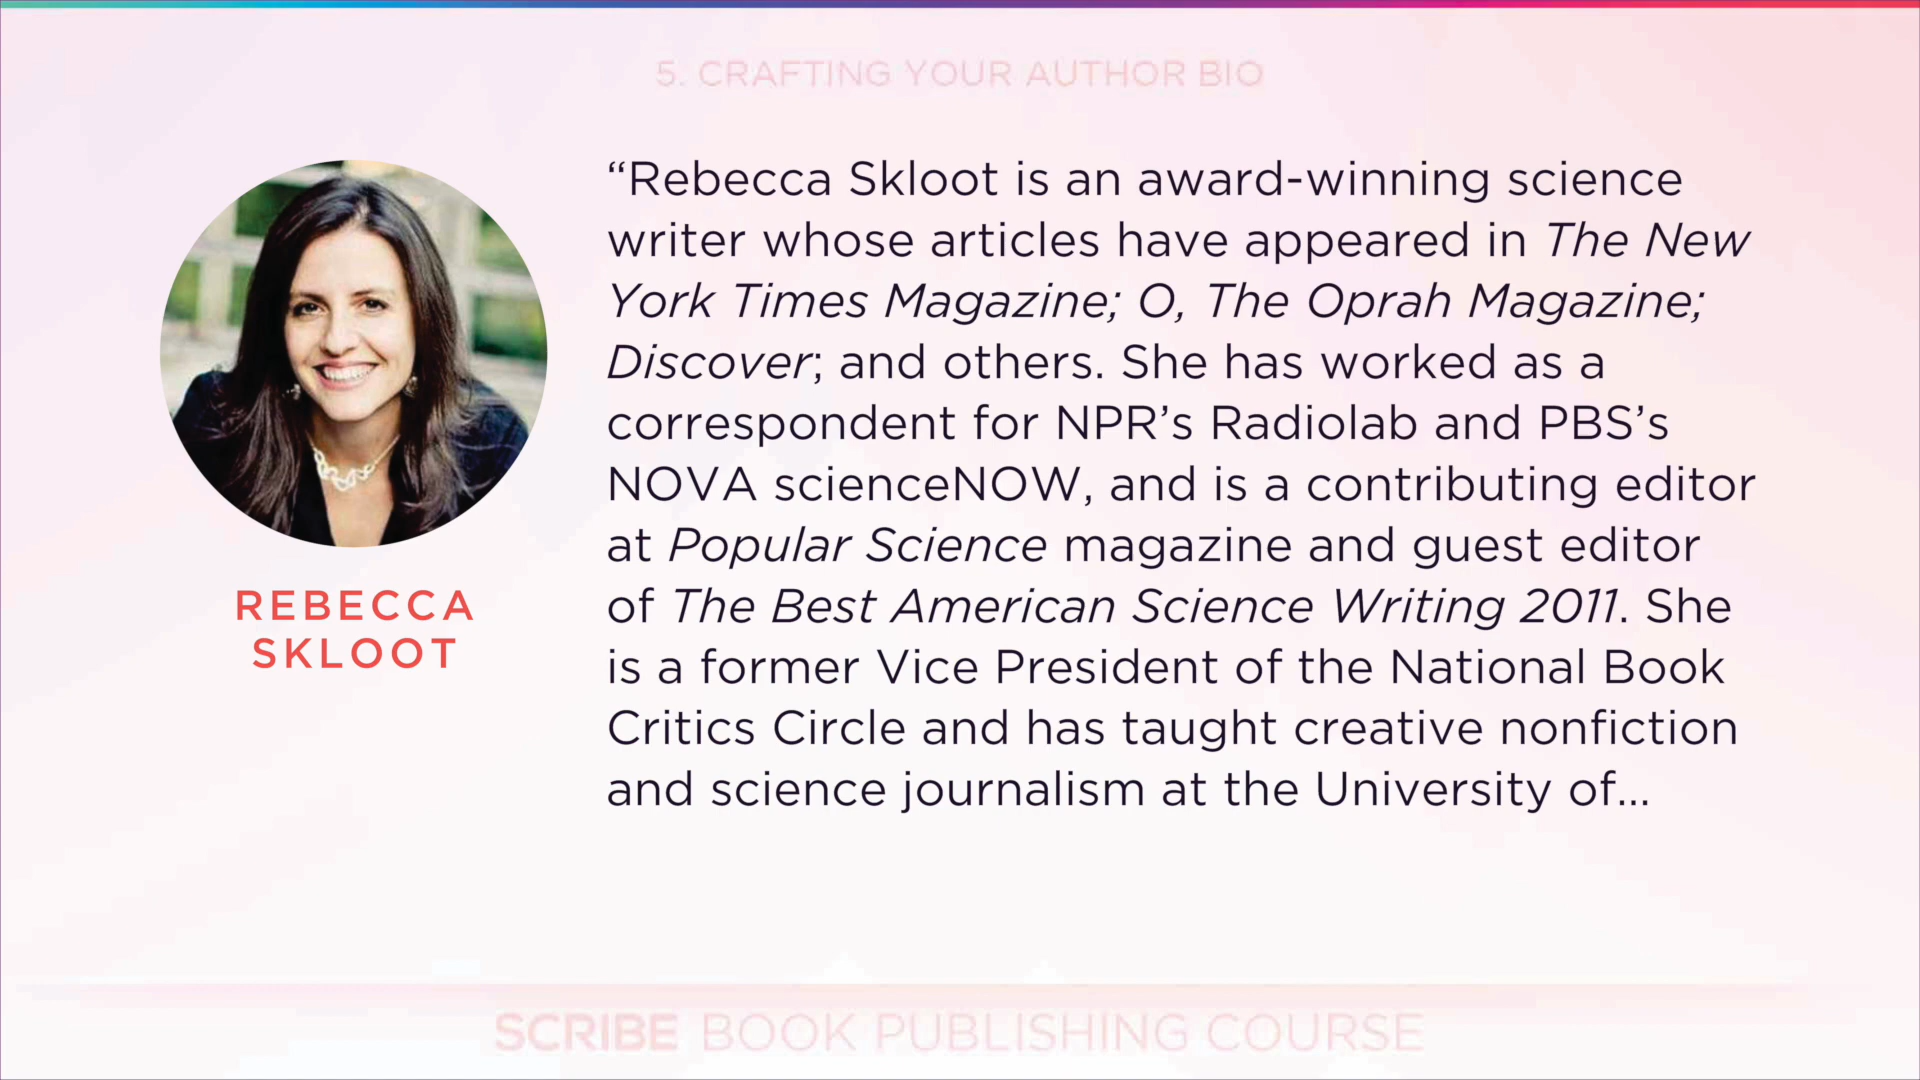 5. CRAFTING YOUR AUTHOR BIO
REBECCA
SKLOOT
“Rebecca Skloot is an award-winning science
writer whose articles have appeared in The New
York Times Magazine; O, The Oprah Magazine;
Discover; and others. She has worked as a
correspondent for NPR’s Radiolab and PBS’s
NOVA scienceNOW, and is a contributing editor
at Popular Science magazine and guest editor
of The Best American Science Writing 2011. She
is a former Vice President of the National Book
Critics Circle and has taught creative nonfiction
and science journalism at the University of...
SCRIBE BOOK PUBLISHING COURSE